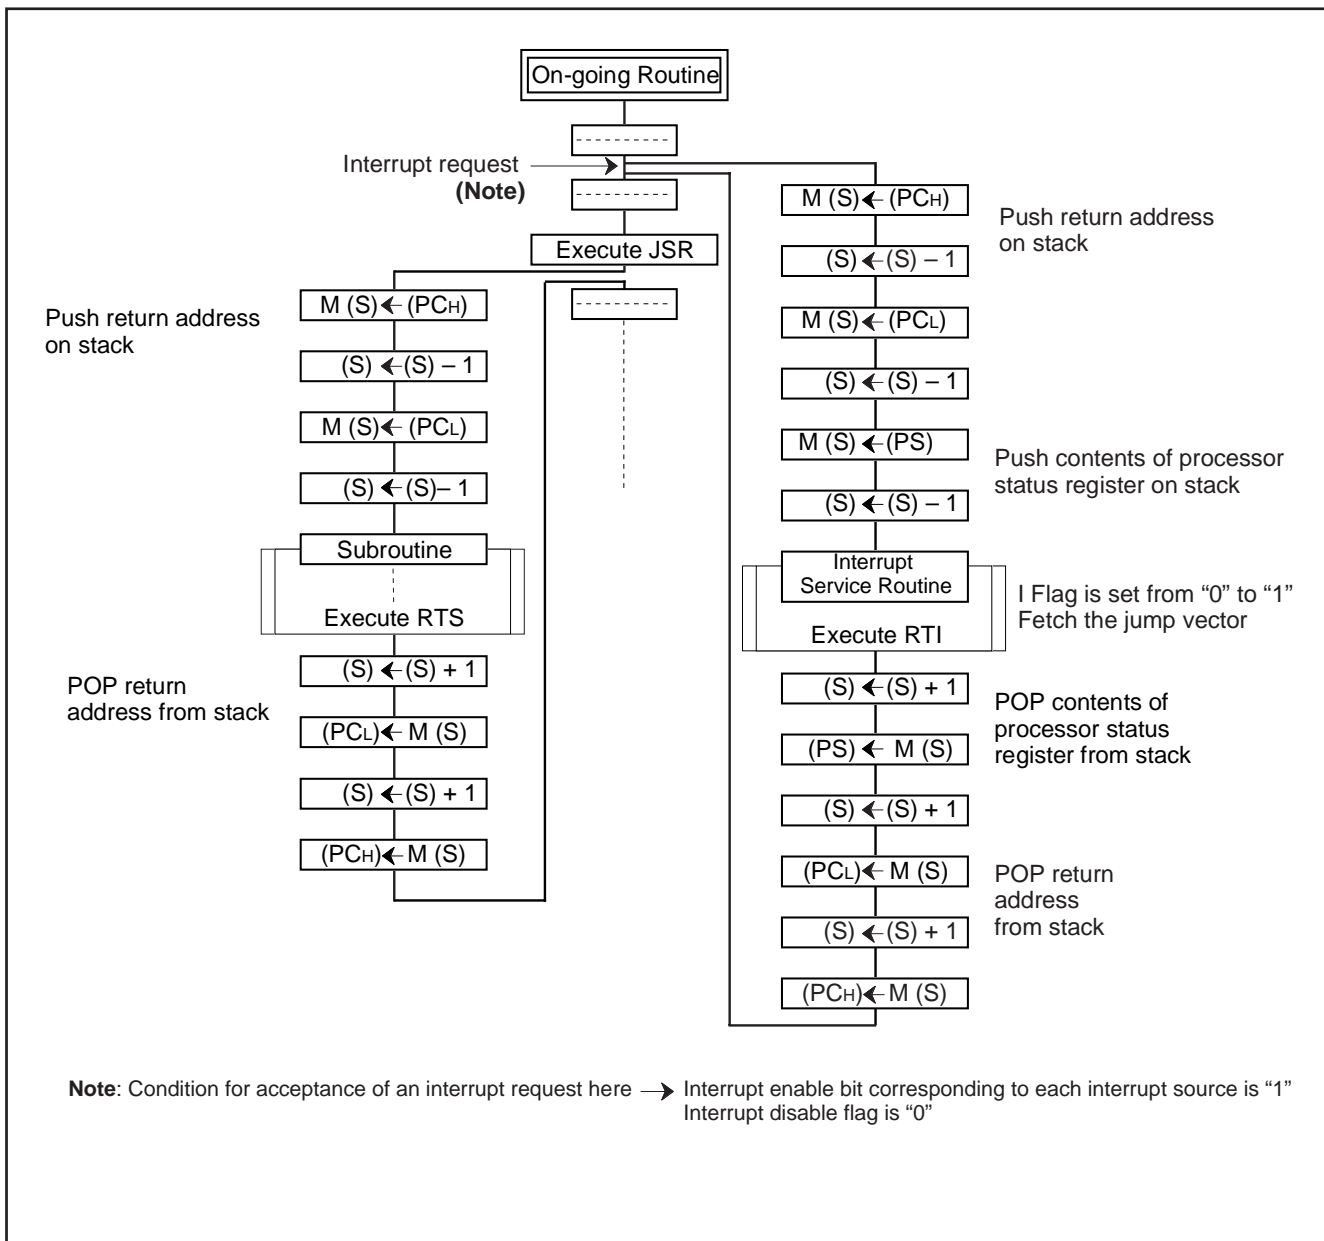 On-going Routine
Interrupt request
(Note)
Execute JSR
Push return address
on stack
M (S) ← (PCH)
(S) ← (S) – 1
M (S) ← (PCL)
(S) ← (S) – 1
Subroutine
Execute RTS
POP return
address from stack
(S) ← (S) + 1
(PCL) ← M (S)
(S) ← (S) + 1
(PCH) ← M (S)
M (S) ← (PCH)
Push return address
on stack
(S) ← (S) – 1
M (S) ← (PCL)
(S) ← (S) – 1
M (S) ← (PS)
Push contents of processor
status register on stack
(S) ← (S) – 1
Interrupt
Service Routine
I Flag is set from “0” to “1”
Fetch the jump vector
Execute RTI
(S) ← (S) + 1
POP contents of
processor status
register from stack
(PS) ← M (S)
(S) ← (S) + 1
(PCL) ← M (S)
POP return
address
from stack
(S) ← (S) + 1
(PCH) ← M (S)
Note: Condition for acceptance of an interrupt request here → Interrupt enable bit corresponding to each interrupt source is “1”
Interrupt disable flag is “0”